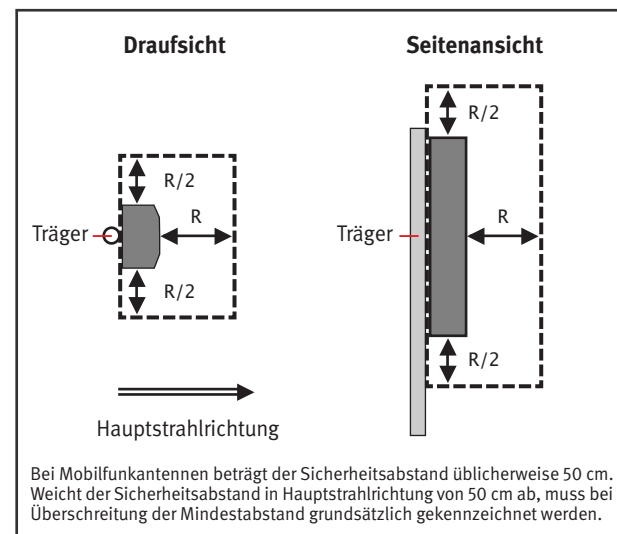 Draufsicht
Seitenansicht
R/2
R/2
R
R
Träger
Träger
R/2
R/2
Hauptstrahlrichtung
Bei Mobilfunkantennen beträgt der Sicherheitsabstand üblicherweise 50 cm.
Weicht der Sicherheitsabstand in Hauptstrahlrichtung von 50 cm ab, muss bei
Überschreitung der Mindestabstand grundsätzlich gekennzeichnet werden.